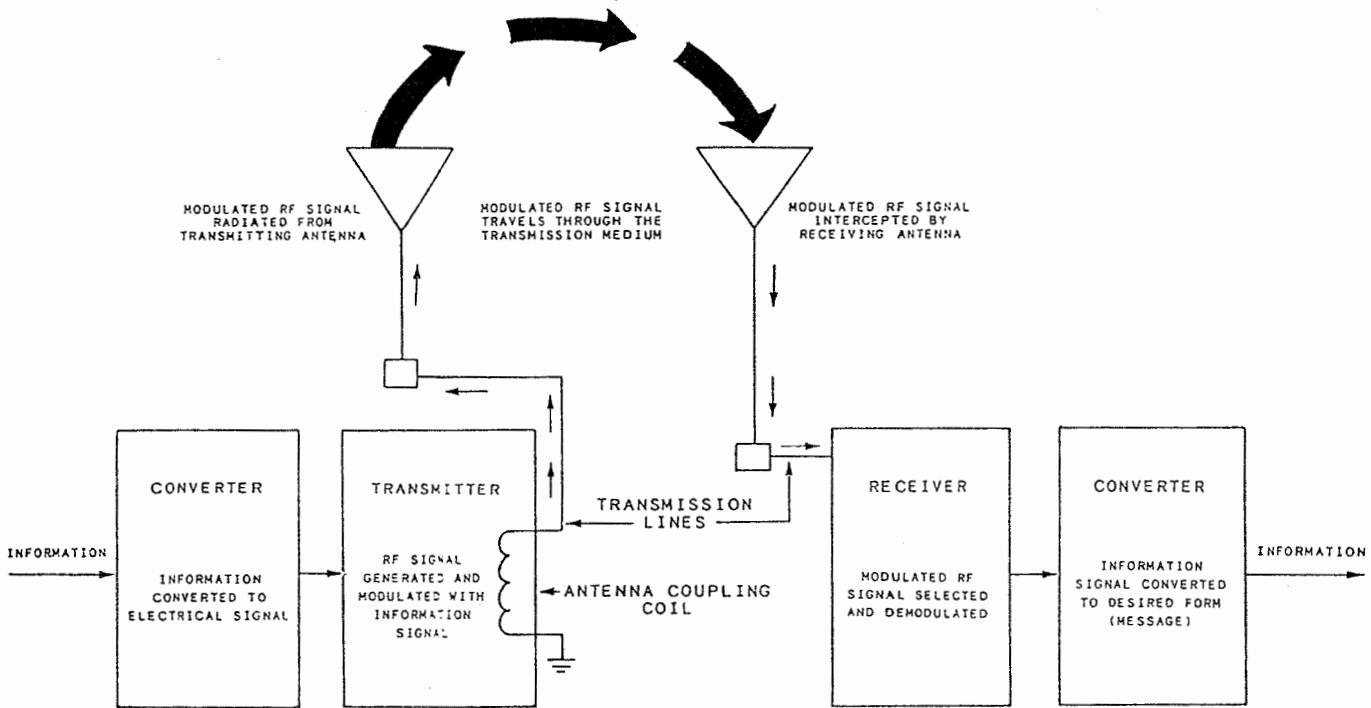 MODULATED RF SIGNAL
RADIATED FROM
TRANSMITTING ANTENNA
MODULATED RF SIGNAL
TRAVELS THROUGH THE
TRANSMISSION MEDIUM
MODULATED RF SIGNAL
INTERCEPTED BY
RECEIVING ANTENNA
INFORMATION
CONVERTER
INFORMATION
CONVERTED TO
ELECTRICAL SIGNAL
TRANSMITTER
RF SIGNAL
GENERATED AND
MODULATED WITH
INFORMATION
SIGNAL
TRANSMISSION
LINES
ANTENNA COUPLING
COIL
RECEIVER
MODULATED RF
SIGNAL SELECTED
AND DEMODULATED
CONVERTER
INFORMATION
SIGNAL CONVERTED
TO DESIRED FORM
(MESSAGE)
INFORMATION